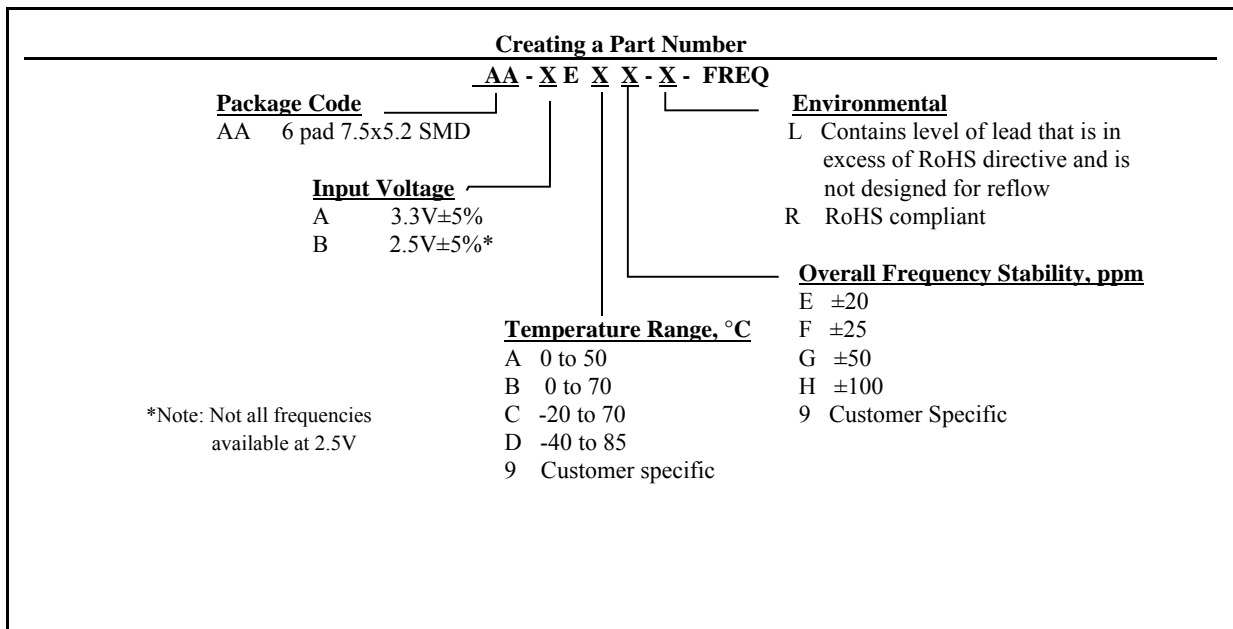 Creating a Part Number
AA - X E X X - X - FREQ
Package Code
AA 6 pad 7.5x5.2 SMD
Input Voltage
A 3.3V±5%
B 2.5V±5%*
*Note: Not all frequencies
available at 2.5V
Temperature Range, °C
A 0 to 50
B 0 to 70
C -20 to 70
D -40 to 85
9 Customer specific
Environmental
L Contains level of lead that is in
excess of RoHS directive and is
not designed for reflow
R RoHS compliant
Overall Frequency Stability, ppm
E ±20
F ±25
G ±50
H ±100
9 Customer Specific